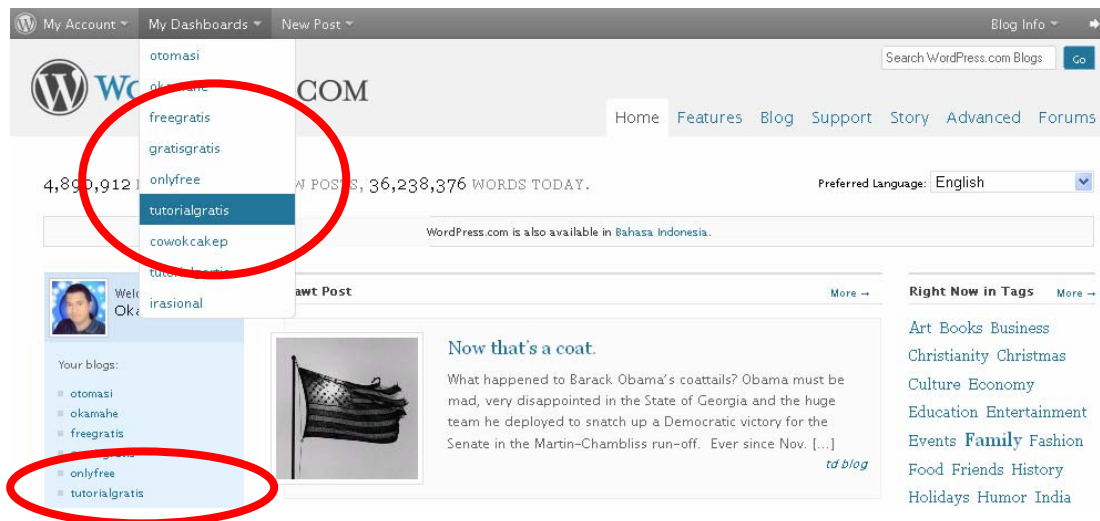 My Account My Dashboards New Post Blog Info
otomasi
okamahe
freegratis
gratisgratis
onlyfree
tutorialgratis
cowokcakep
irasional
Search WordPress.com Blogs Go
.COM
Home Features Blog Support Story Advanced Forums
4,890,912 POSTS, 36,238,376 WORDS TODAY.
Preferred Language: English
WordPress.com is also available in Bahasa Indonesia.
Your blogs:
otomasi
okamahe
freegratis
onlyfree
tutorialgratis
Post More →
Now that's a coat.
What happened to Barack Obama's coattails? Obama must be
mad, very disappointed in the State of Georgia and the huge
team he deployed to snatch up a Democratic victory for the
Senate in the Martin-Chambliss run-off. Ever since Nov. [...]
td blog
Right Now in Tags More →
Art Books Business
Christianity Christmas
Culture Economy
Education Entertainment
Events Family Fashion
Food Friends History
Holidays Humor India